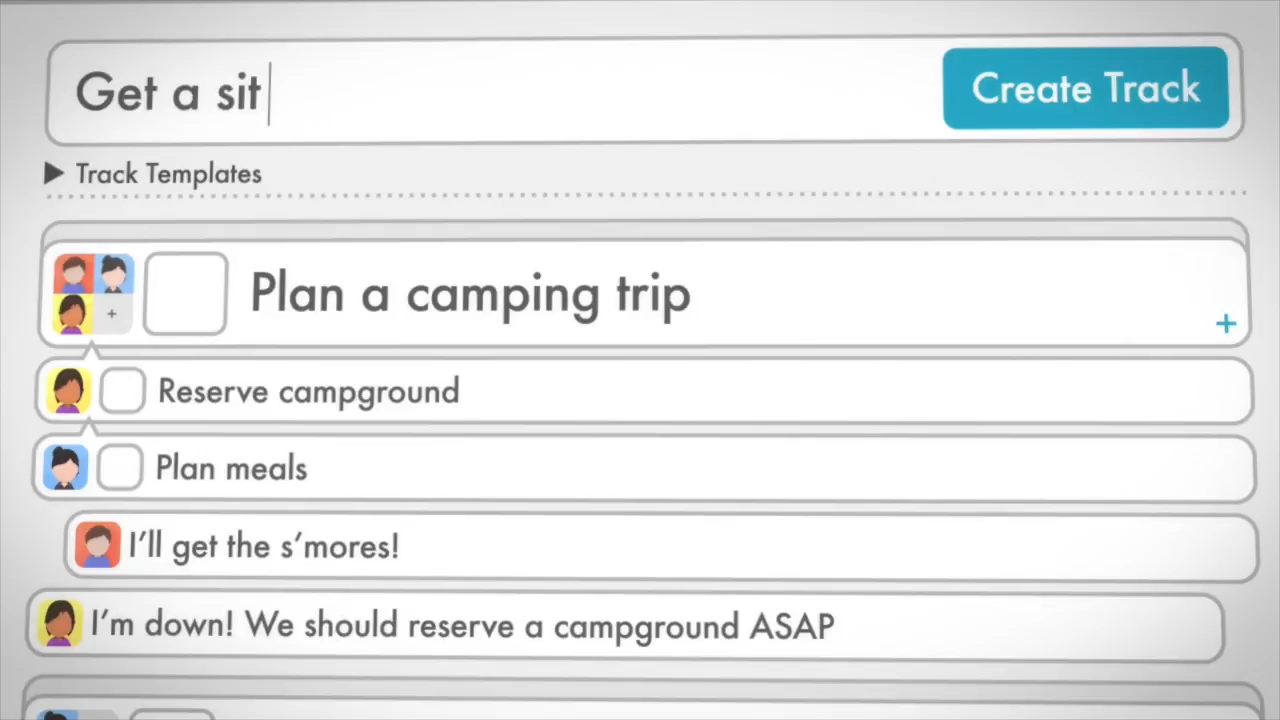 Get a sit
Create Track
Track Templates
Plan a camping trip
Reserve campground
Plan meals
I’ll get the s’mores!
I’m down! We should reserve a campground ASAP